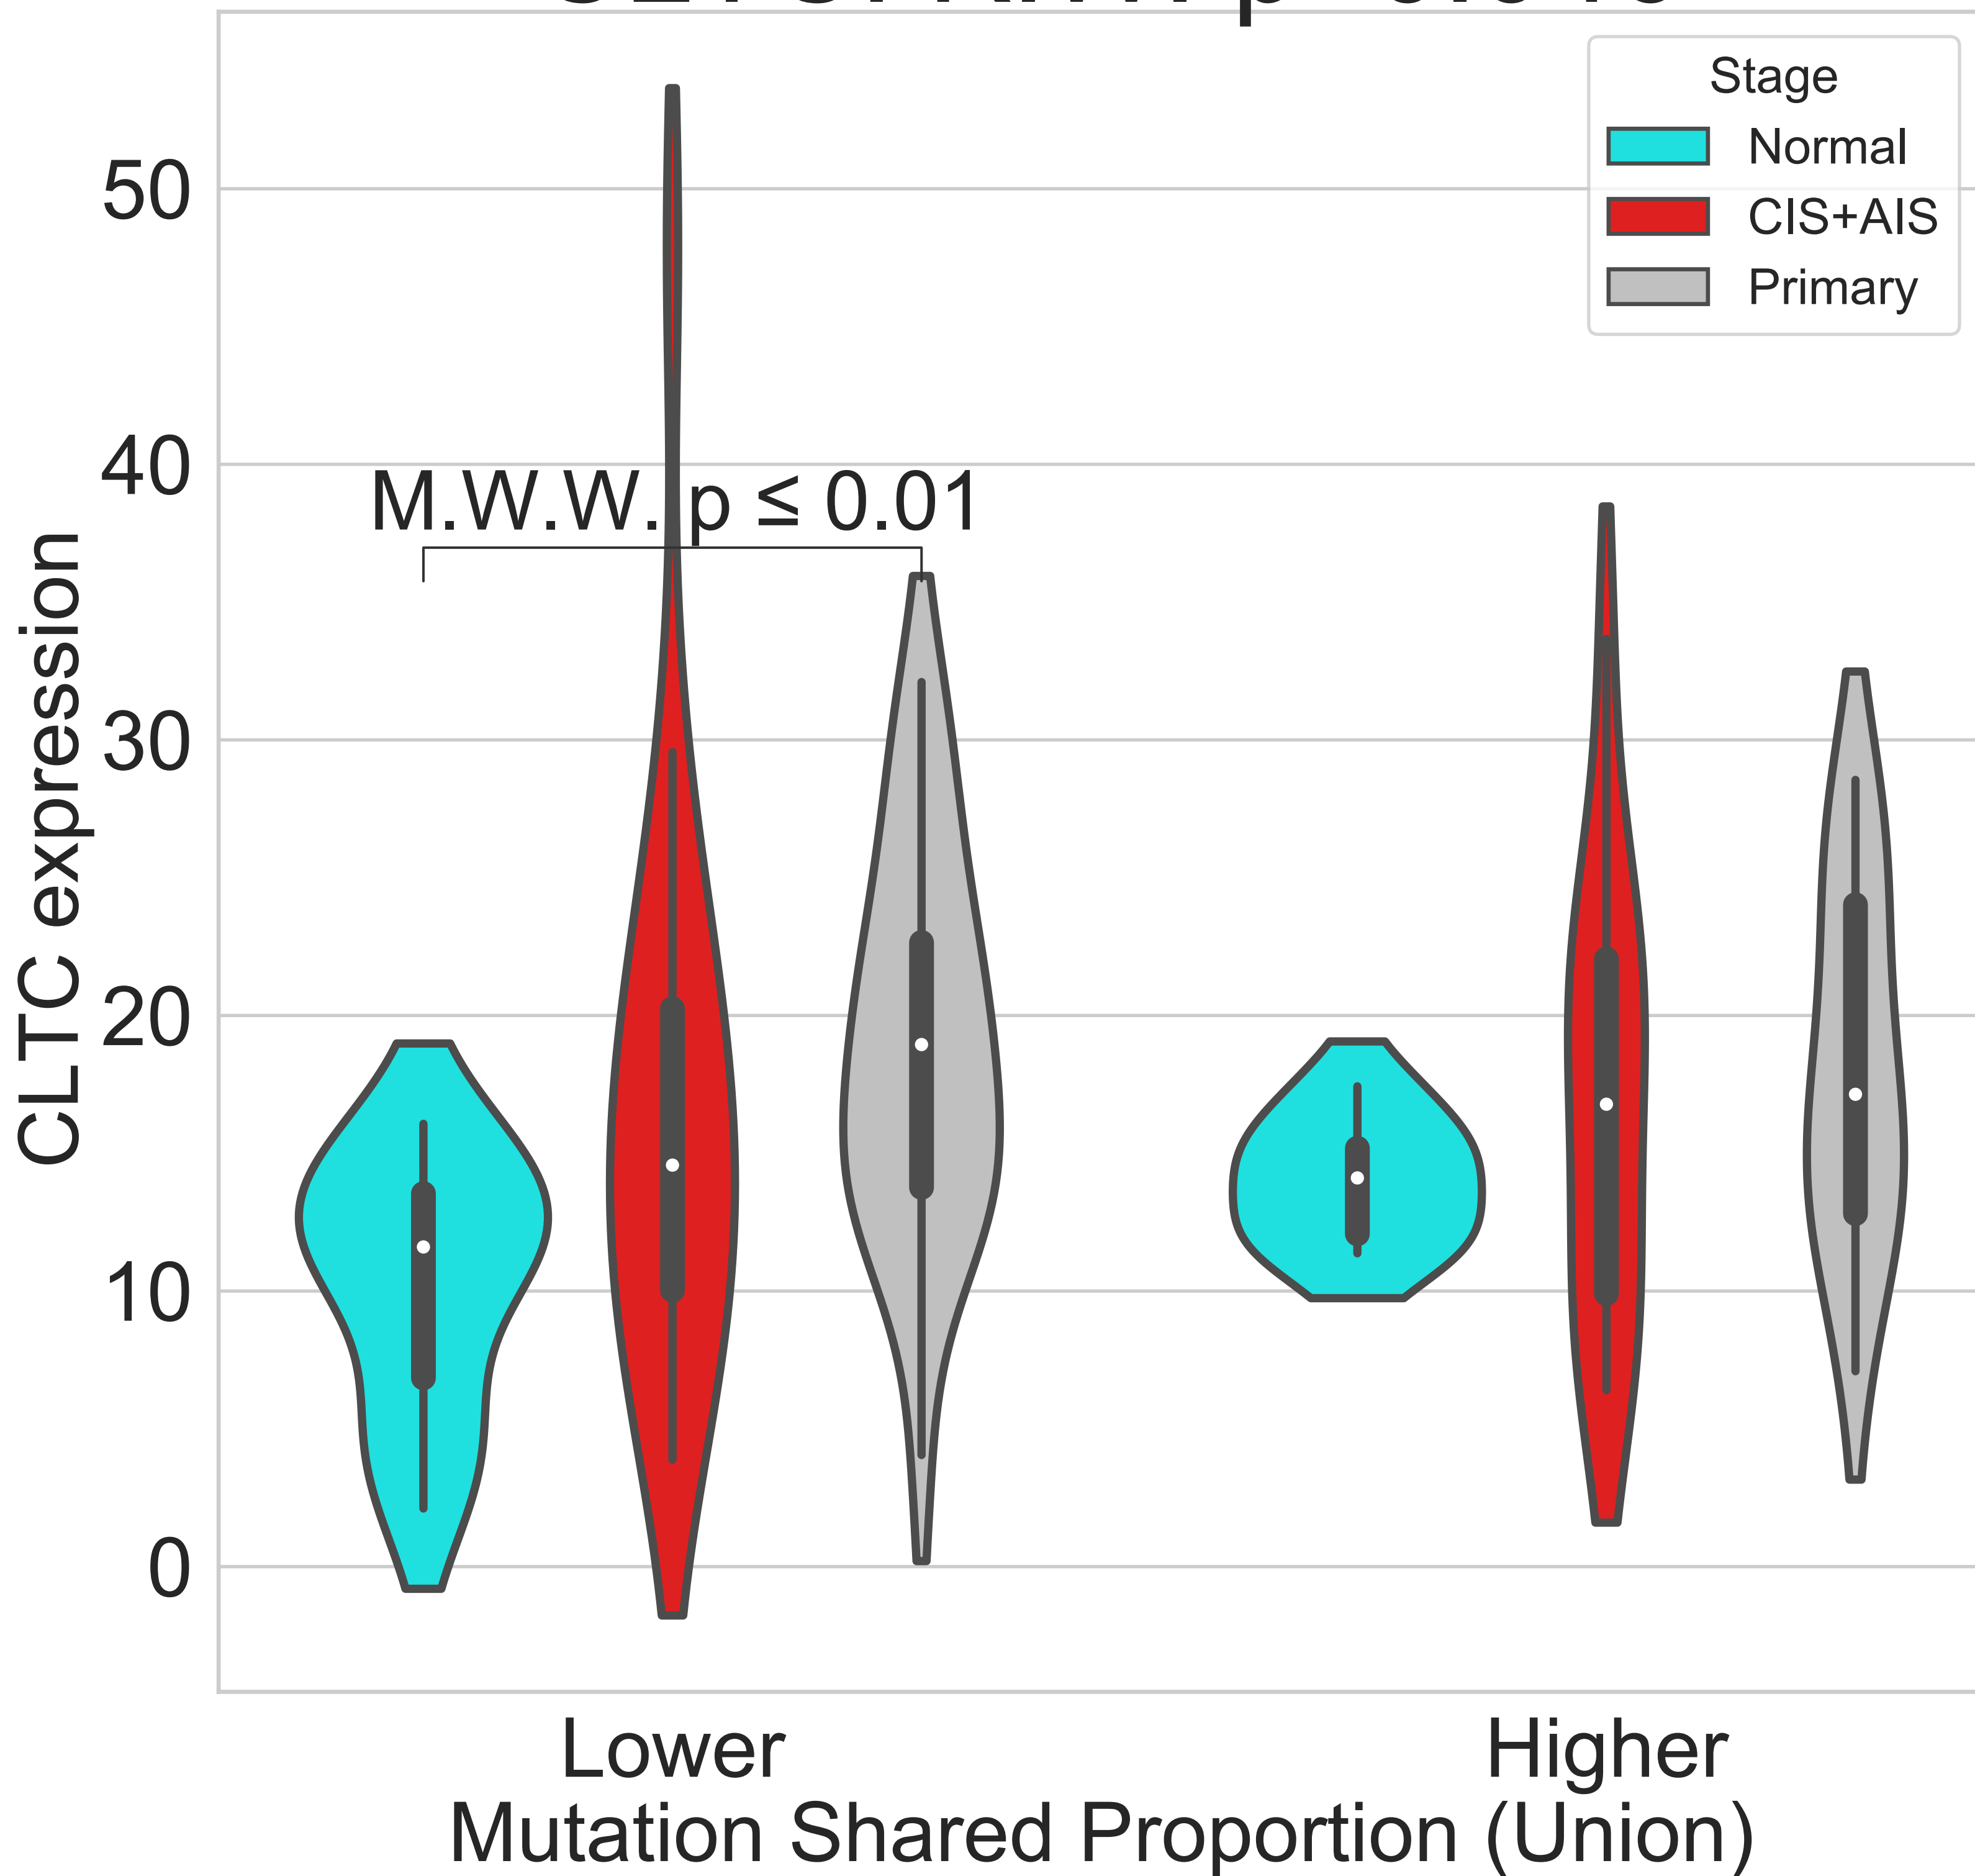 Stage
Normal
CIS+AIS
Primary
50
40
30
20
10
0
M.W.W. p ≤ 0.01
CLTC expression
Lower
Higher
Mutation Shared Proportion (Union)